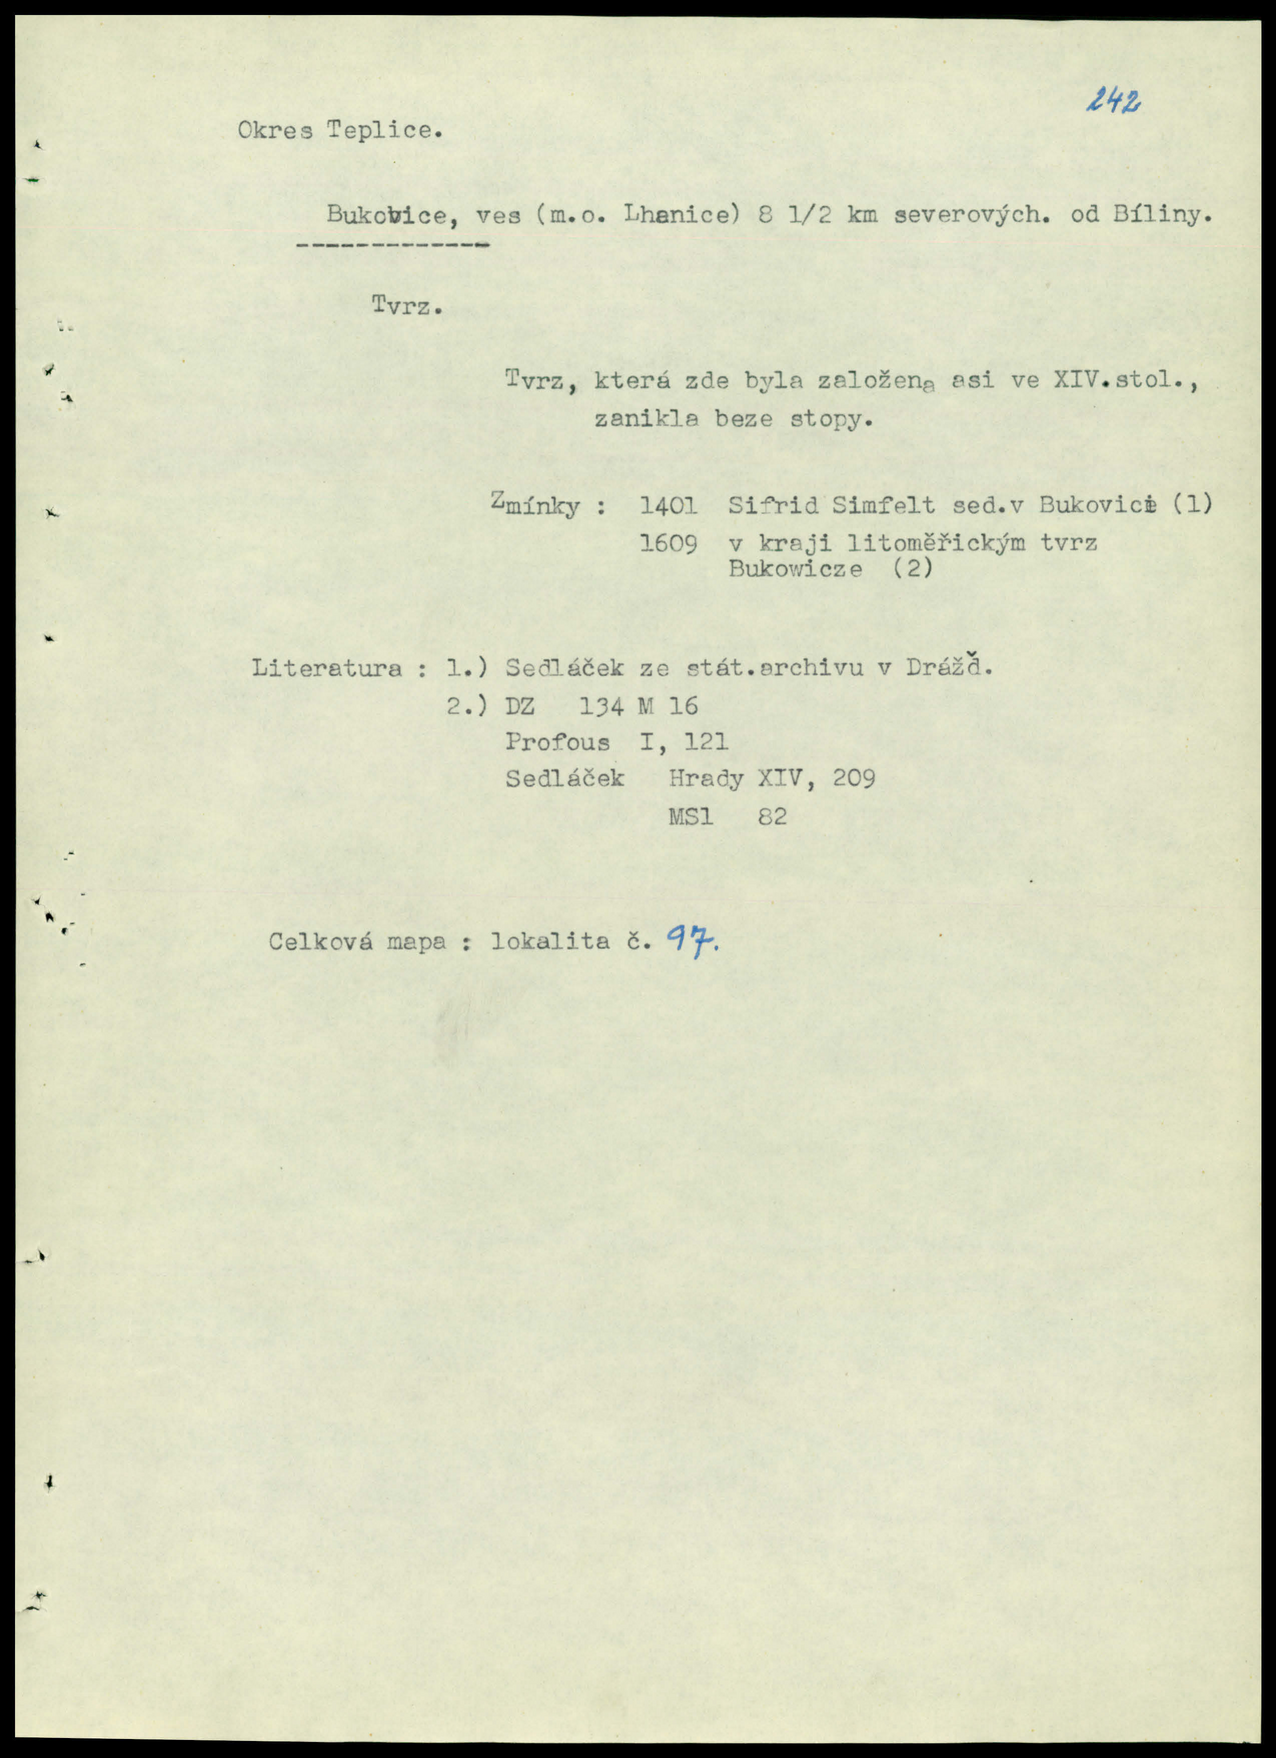 242
Okres Teplice.
Bukovice, ves (m.o. Lhenice) 8 1/2 km severových. od Bíliny.
-------------
Tvrz.
Tvrz, která zde byla založena asi ve XIV.stol.,
zanikla beze stopy.
Zmínky : 1401 Sifrid Simfelt sed.v Bukovici (1)
1609 v kraji litoměřickým tvrz
Bukowicze (2)
Literatura : 1.) Sedláček ze stát.archivu v Drážď.
2.) DZ 134 M 16
Profous I, 121
Sedláček Hrady XIV, 209
MSl 82
Celková mapa : lokalita č. 97.